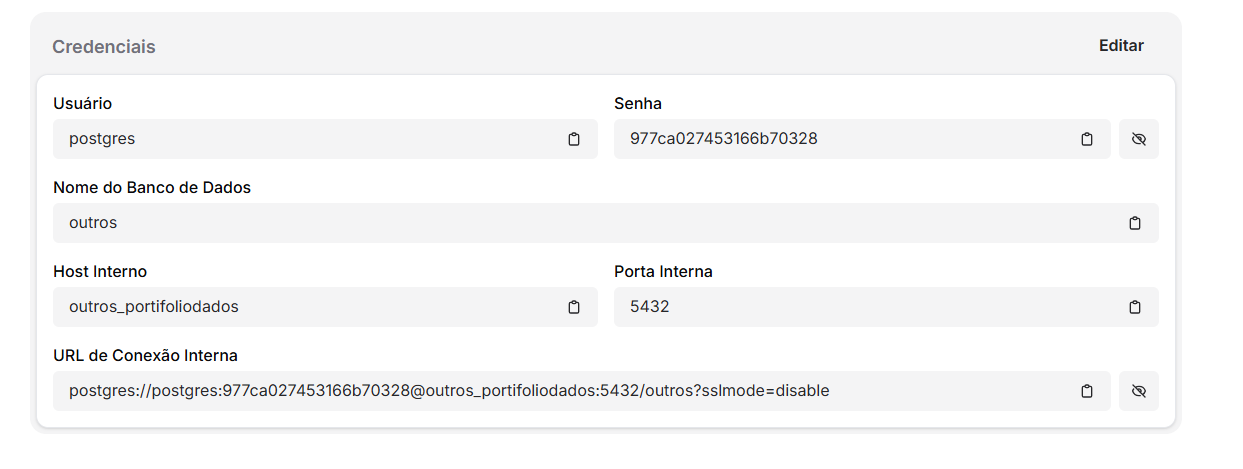 Credenciais
Editar
Usuário
Senha
postgres
977ca027453166b70328
Nome do Banco de Dados
outros
Host Interno
Porta Interna
outros_portifoliodados
5432
URL de Conexão Interna
postgres://postgres:977ca027453166b70328@outros_portifoliodados:5432/outros?sslmode=disable